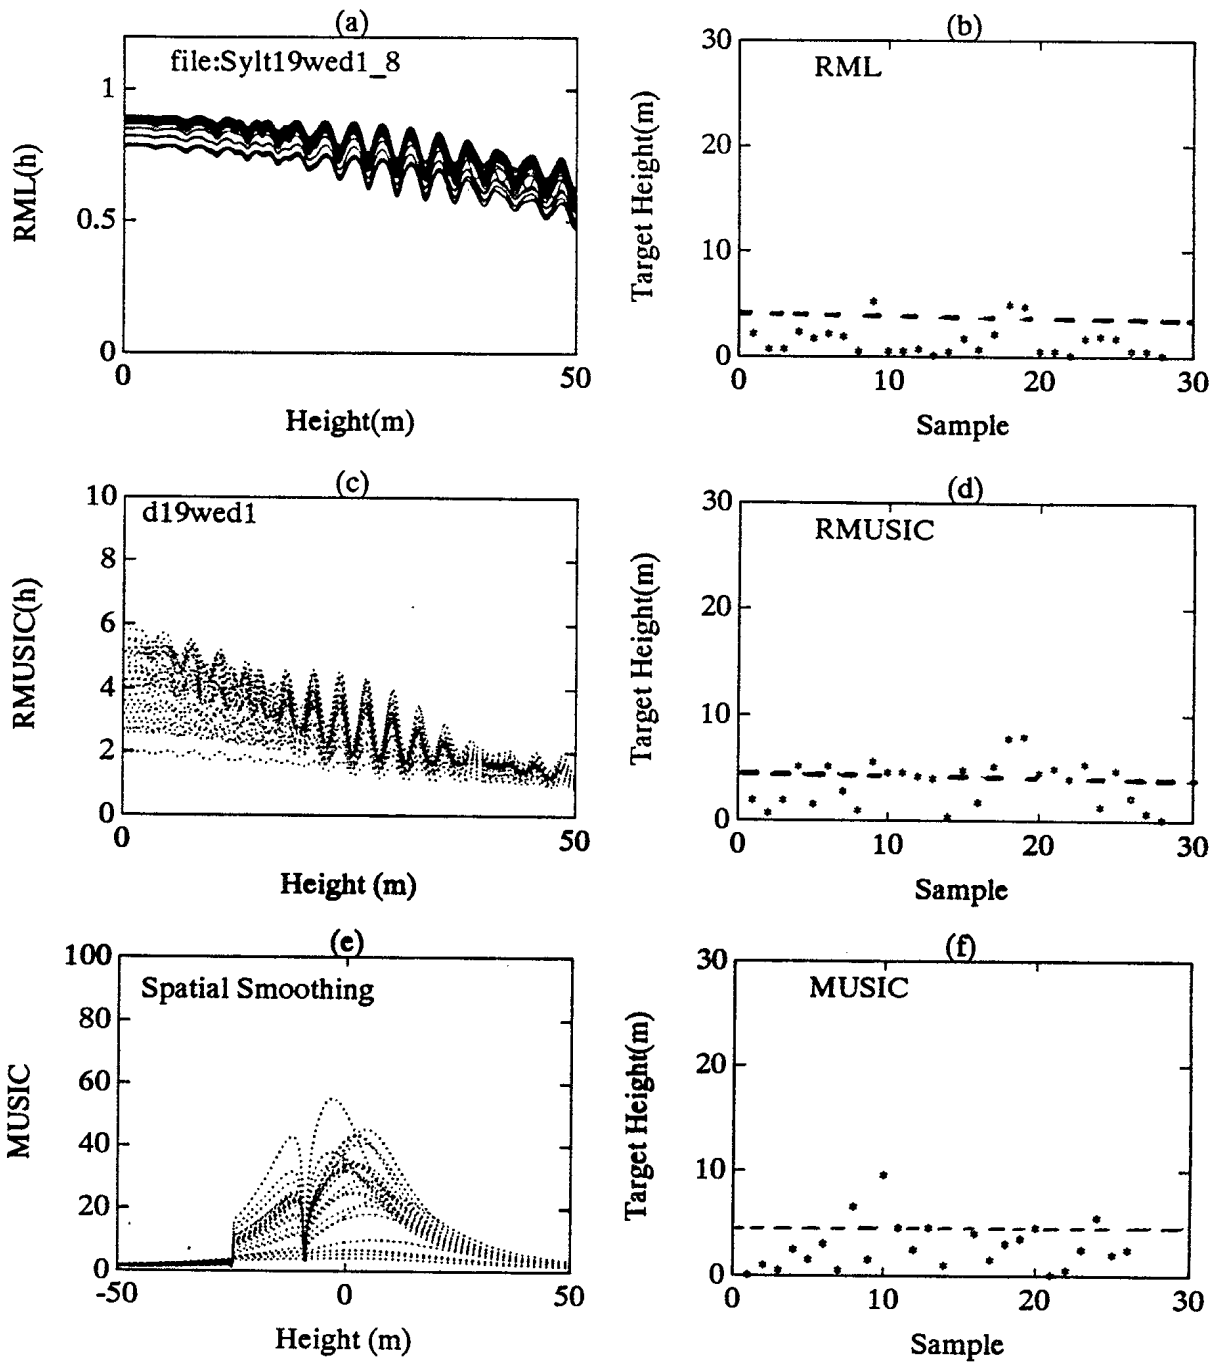 (a)
file:Sylt19wed1_8
1
0.5
0
RML(h)
0
50
Height(m)
(b)
RML
30
20
10
0
Target Height(m)
0
10
20
30
Sample
(c)
d19wed1
10
8
6
4
2
0
RMUSIC(h)
0
50
Height (m)
(d)
RMUSIC
30
20
10
0
Target Height(m)
0
10
20
30
Sample
(e)
Spatial Smoothing
100
80
60
40
20
0
MUSIC
-50
0
50
Height (m)
(f)
MUSIC
30
20
10
0
Target Height(m)
0
10
20
30
Sample